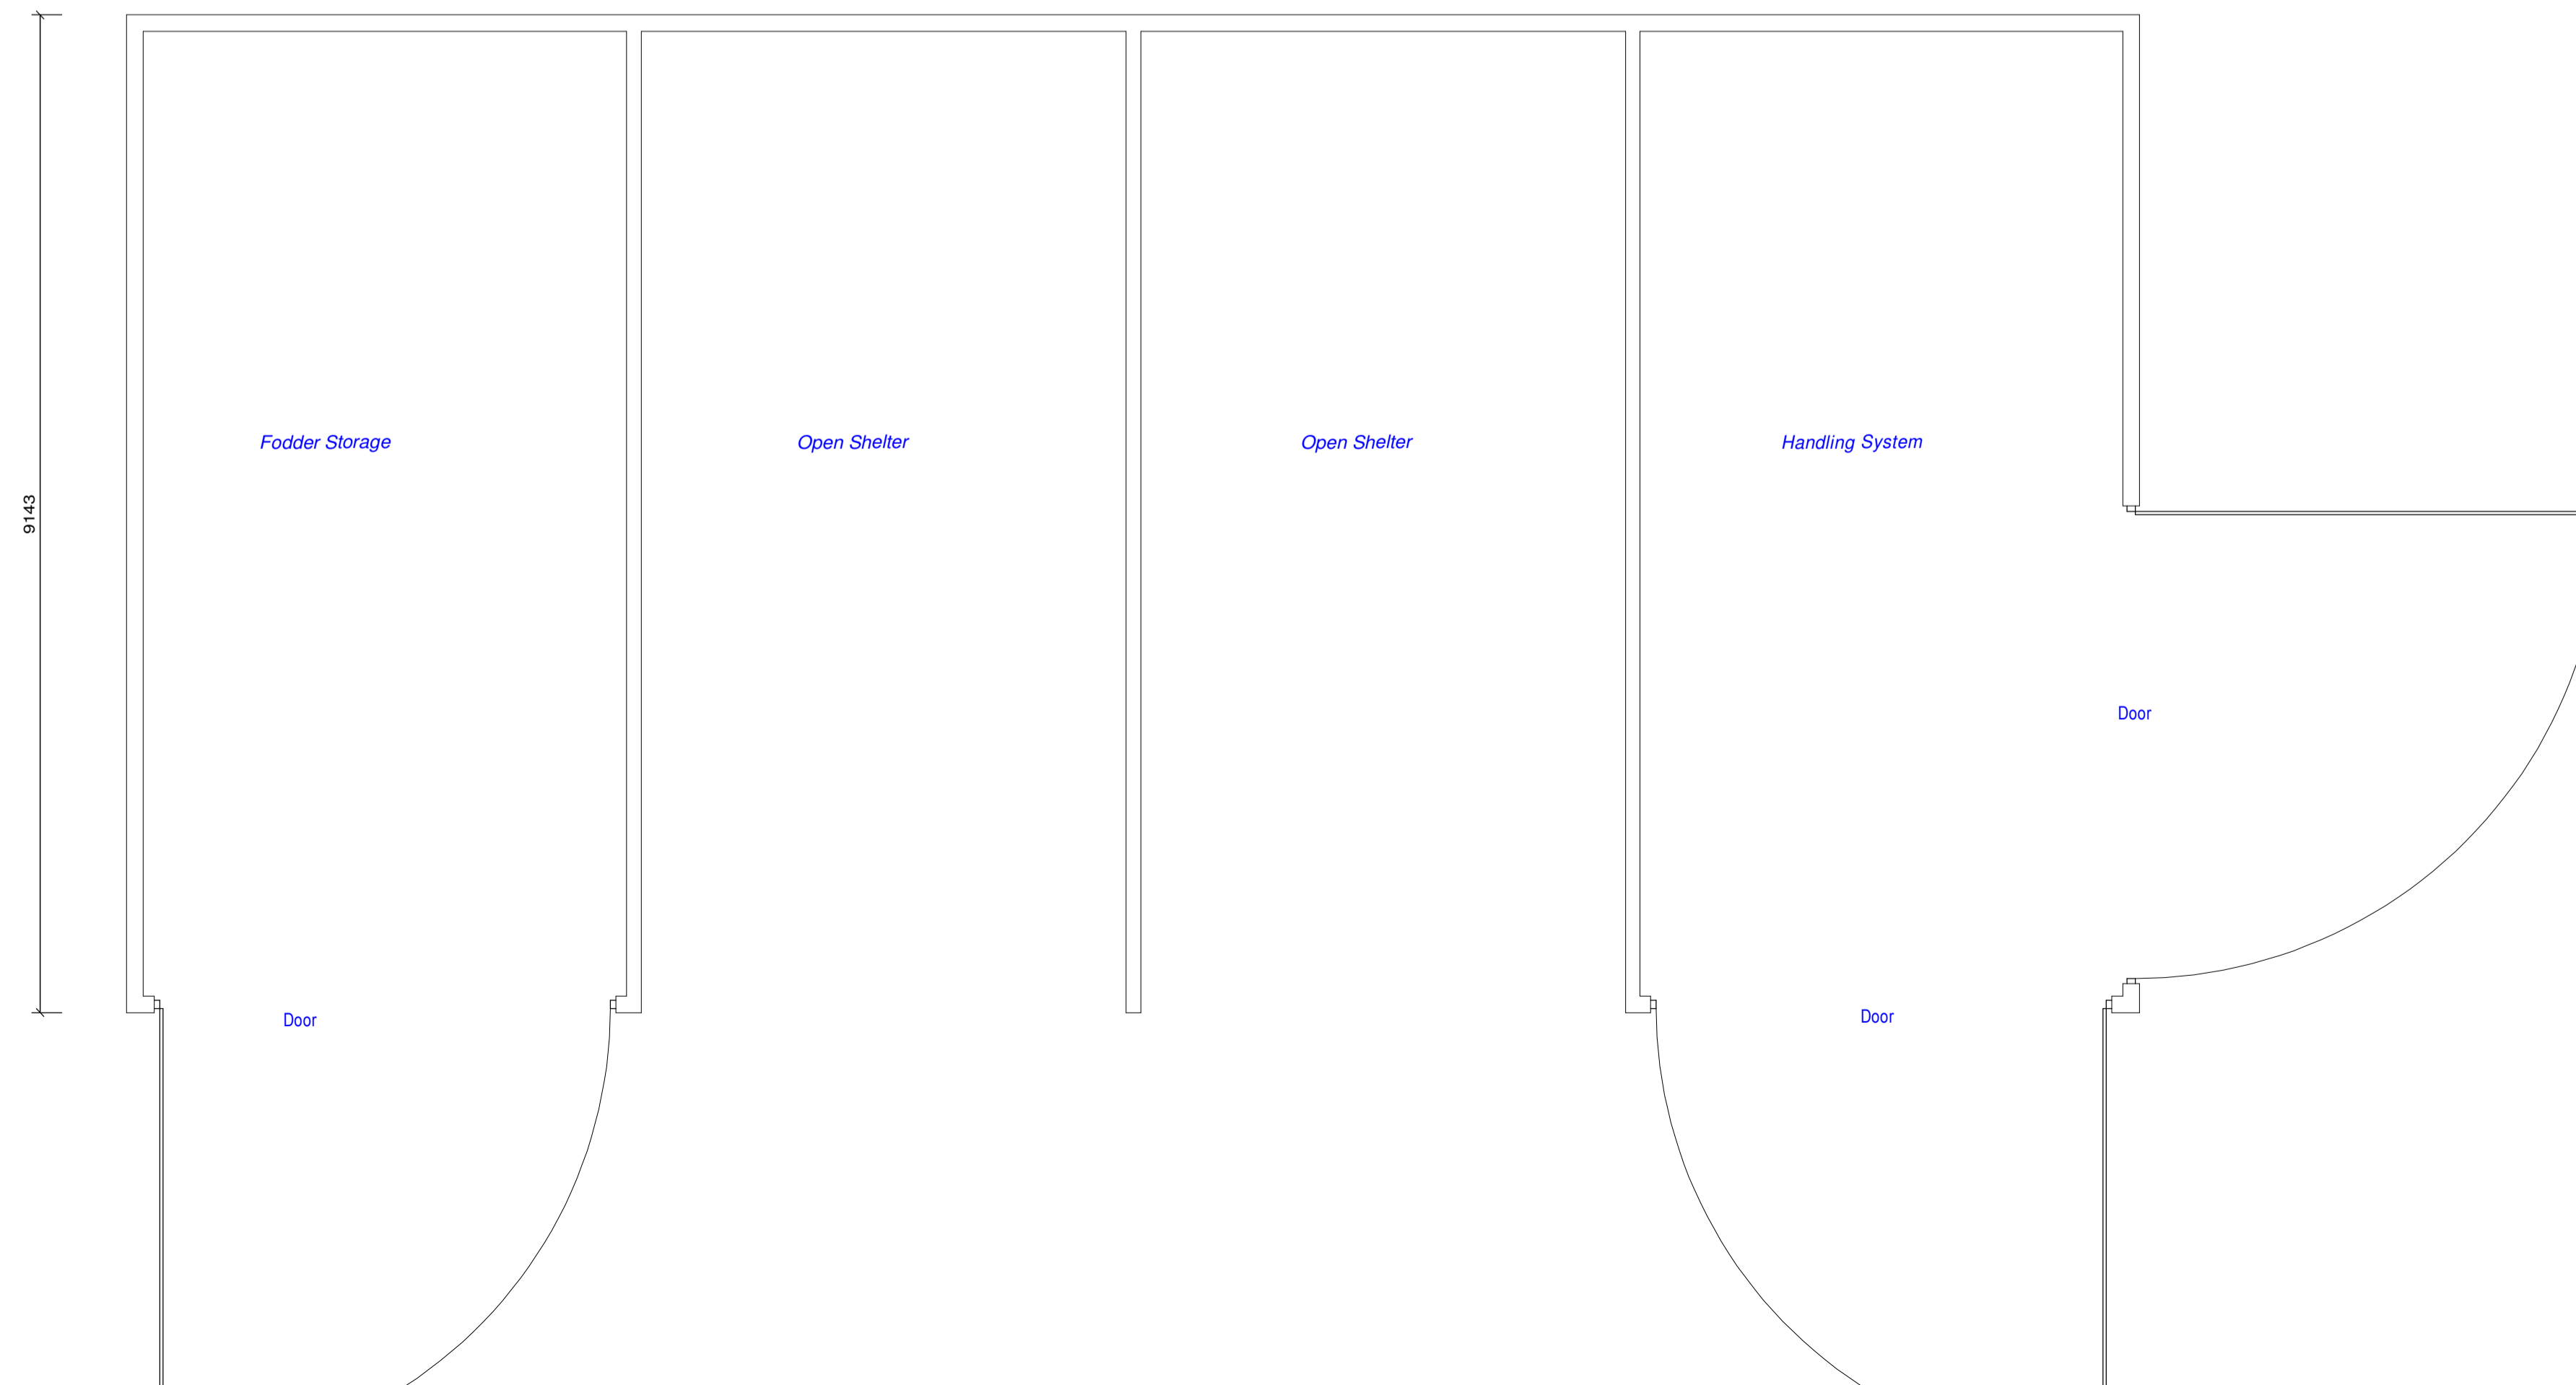 Fodder Storage
Open Shelter
Open Shelter
Handling System
9143
Door
Door
Door